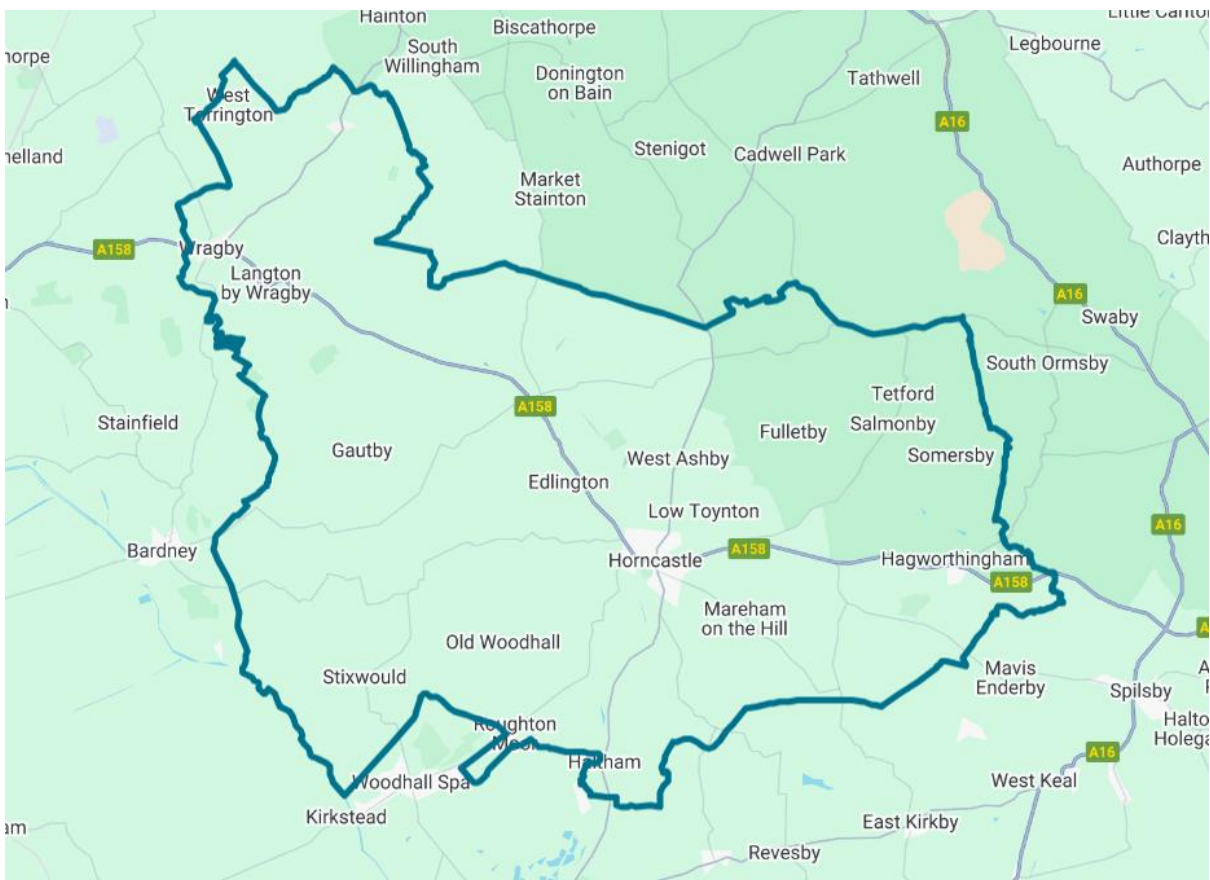 Hainton
Biscathorpe
Legbourne
South
Willingham
Donington
on Bain
Tathwell
West
Torrington
A16
Stenigot
Cadwell Park
Authorpe
Market
Stainton
A158
Wragby
Langton
by Wragby
A16
Swaby
South Ormsby
Tetford
A158
Salmonby
Stainfield
Fulletby
Gautby
West Ashby
Somersby
Edlington
Low Toynton
A16
Bardney
Horncastle
A158
Hagworthingham
A158
Mareham
on the Hill
Old Woodhall
Stixwould
Mavis
Enderby
Spilsby
Roughton
Moor
Haltham
A16
Woodhall Spa
West Keal
Kirkstead
East Kirkby
Revesby